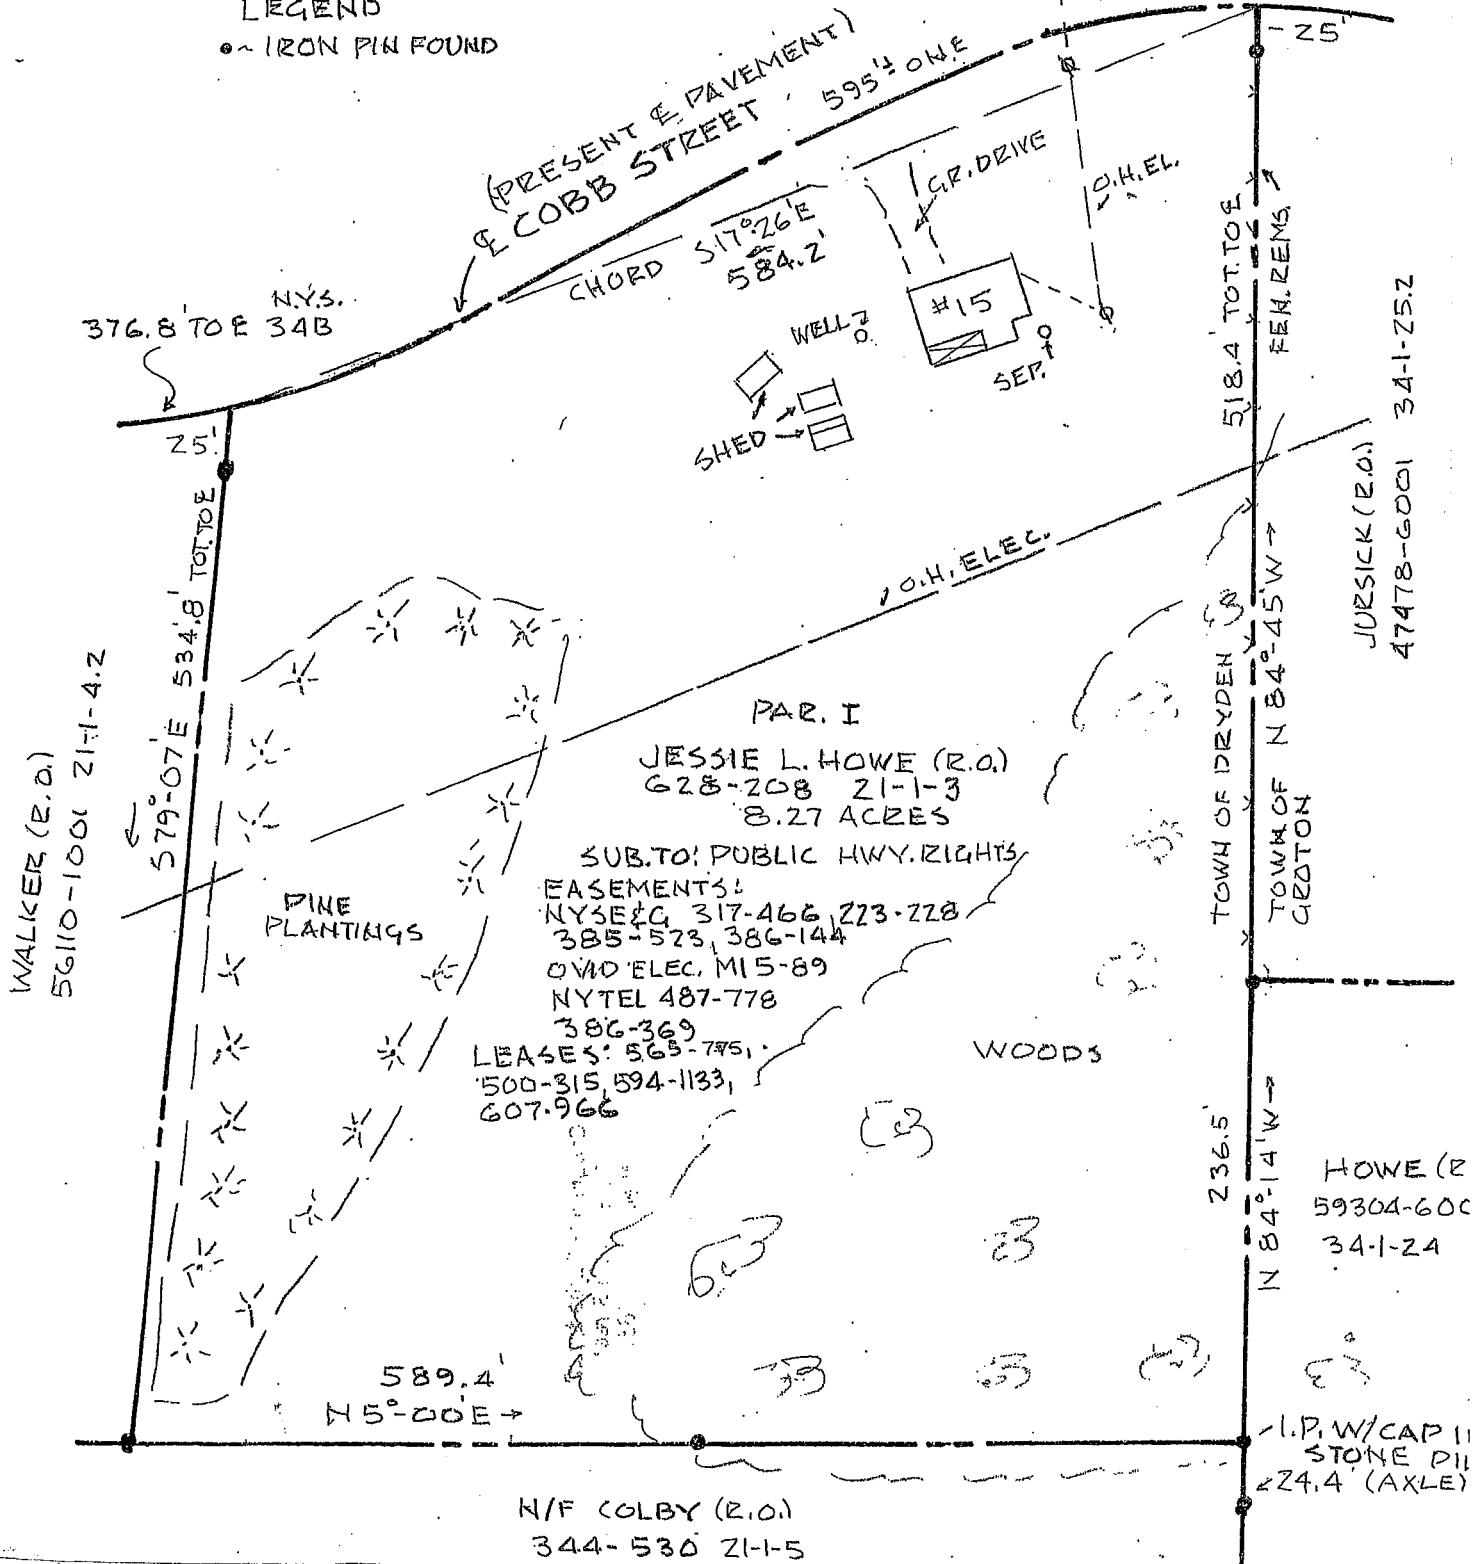 LEGEND
●~ IRON PIN FOUND
(PRESENT ℄ PAVEMENT)
℄ COBB STREET
595'± ON ℄
25'
CHORD S17°-26'E
584.2'
GR. DRIVE
O.H. EL.
376.8' TO ℄ N.Y.S.
34B
WELL
#15
SEP.
SHED
25'
518.4' TOT. TO ℄
FEN. REMS.
JURSICK (R.O.)
47478-6001 34-1-25.2
S79°-07'E 534.8' TOT. TO ℄
WALKER (R.O.)
56110-1001 21-1-4.2
O.H. ELEC.
PAR. I
JESSIE L. HOWE (R.O.)
628-208 21-1-3
8.27 ACRES
SUB. TO: PUBLIC HWY. RIGHTS
EASEMENTS:
NYSE&G 317-466, 223-228
385-523, 386-144
OVID ELEC. M15-89
NYTEL 487-778
386-369
LEASES: 565-775,
500-315, 594-1133,
607-966
PINE
PLANTINGS
TOWN OF DRYDEN
TOWN OF
GROTON
N 84°-45'W →
WOODS
236.5'
N 84°-14'W →
HOWE (R
59304-600
34-1-24
589.4'
N 5°-00'E →
I.P. W/CAP I
STONE PI
24.4' (AXLE)
N/F COLBY (R.O.)
344-530 21-1-5